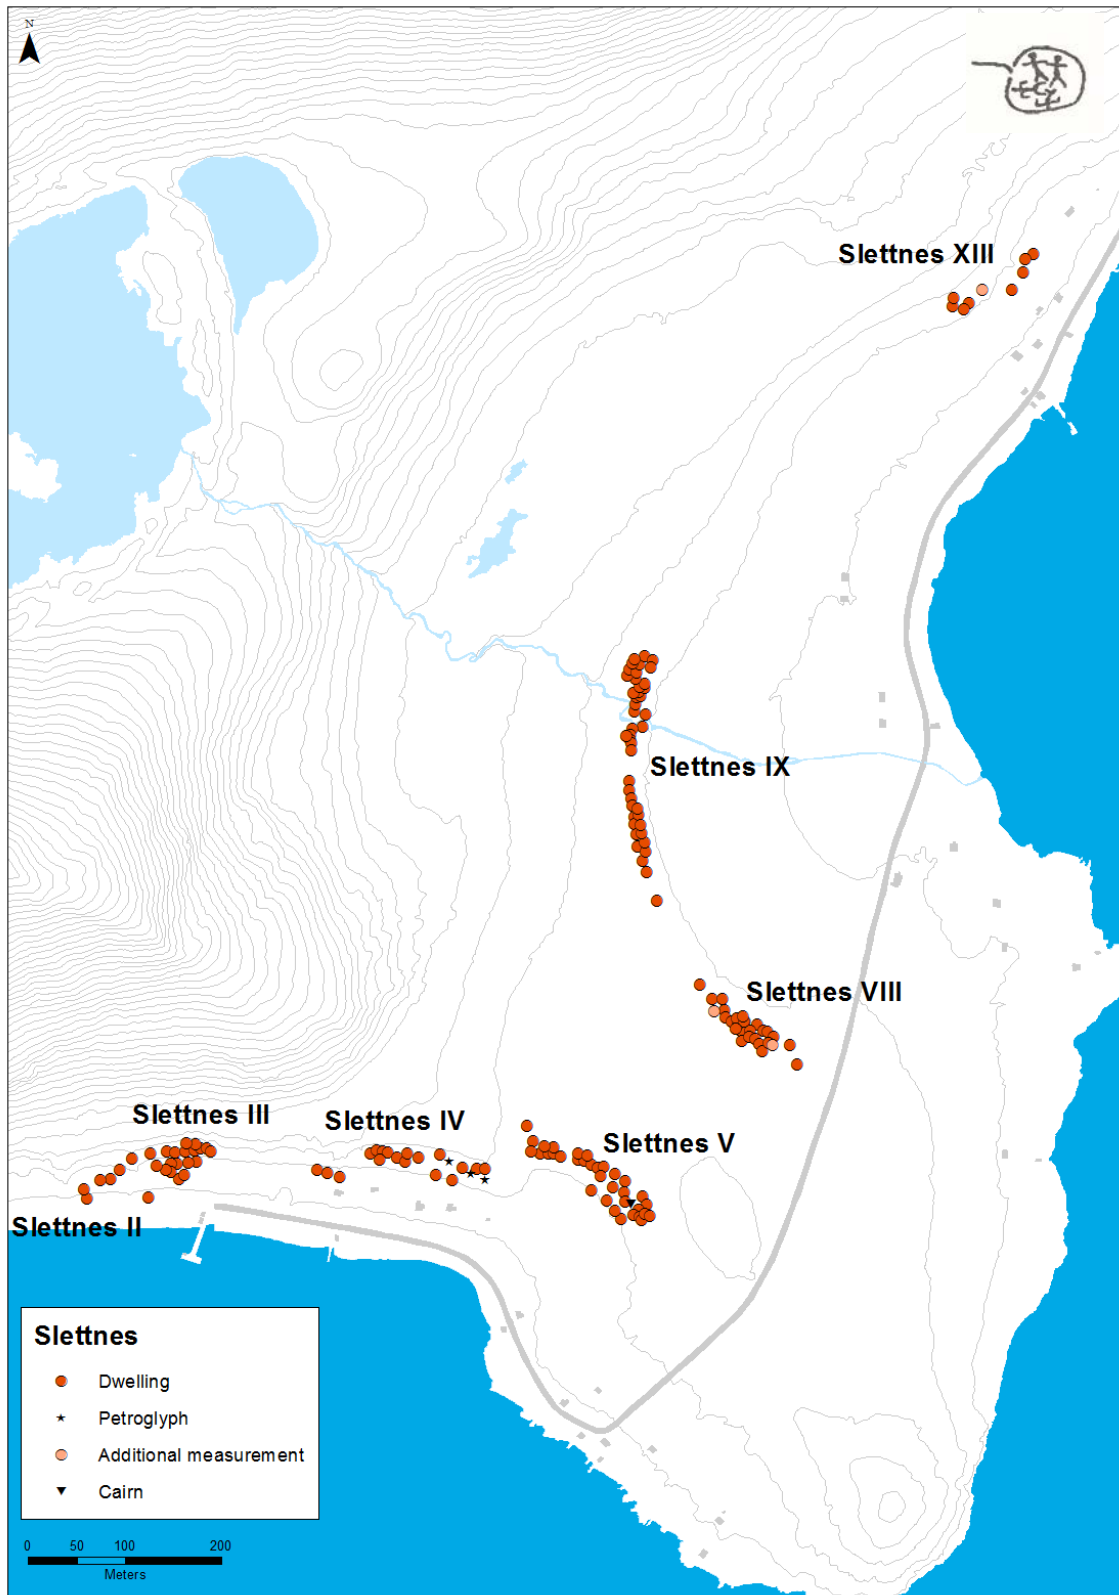 N
Slettnes XIII
Slettnes IX
Slettnes VIII
Slettnes III
Slettnes IV
Slettnes V
Slettnes II
Slettnes
Dwelling
Petroglyph
Additional measurement
Cairn
0 50 100 200
Meters